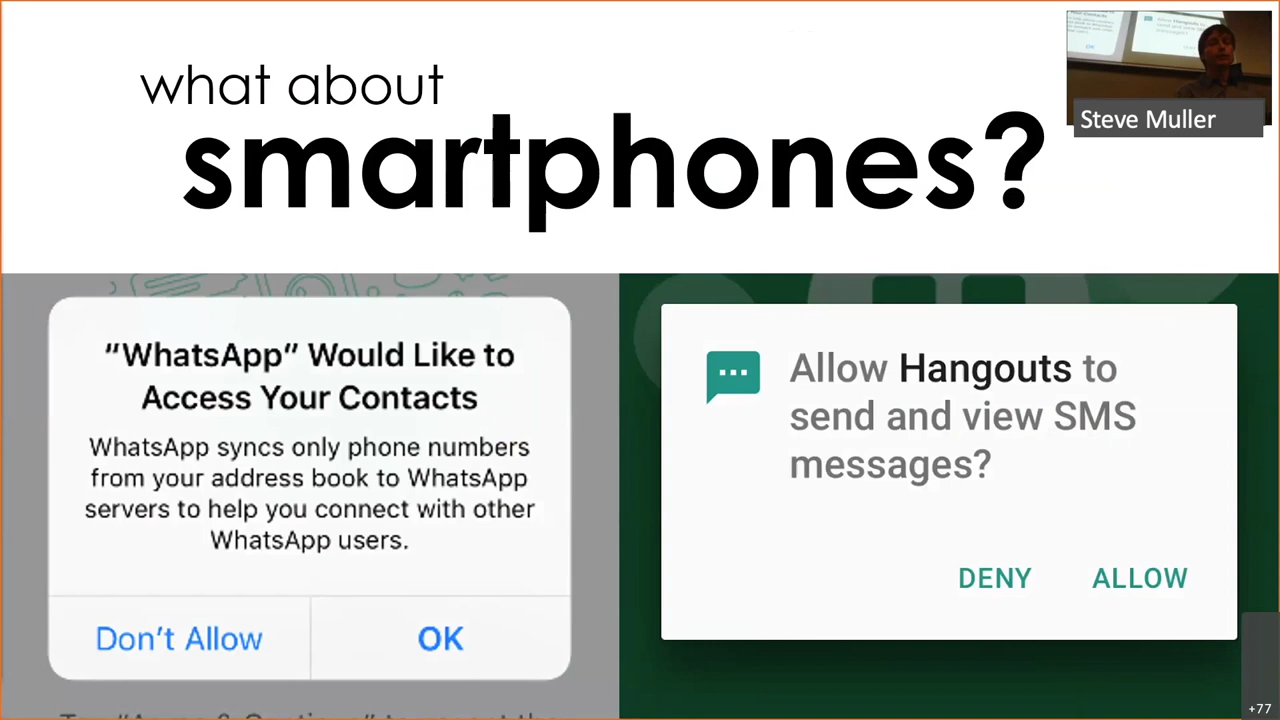 what about
smartphones?
Steve Muller
“WhatsApp” Would Like to
Access Your Contacts
WhatsApp syncs only phone numbers
from your address book to WhatsApp
servers to help you connect with other
WhatsApp users.
Don’t Allow
OK
Allow Hangouts to
send and view SMS
messages?
DENY
ALLOW
+77